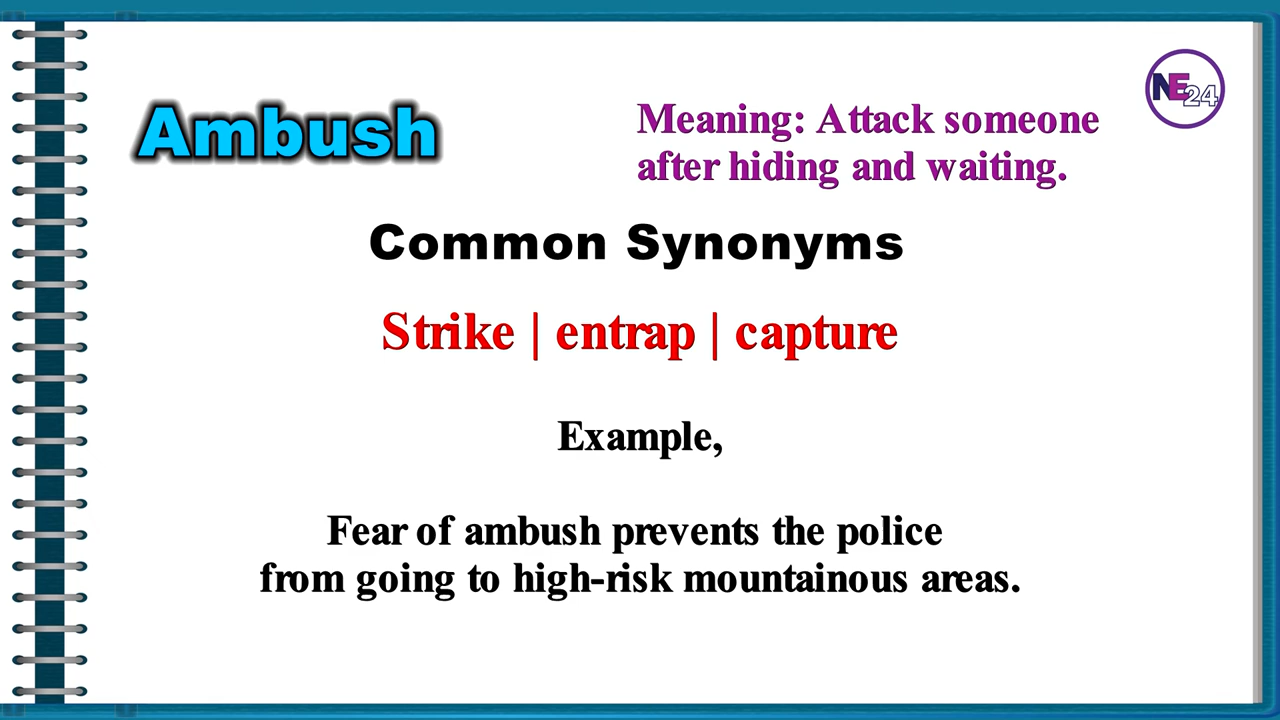 Ambush
Meaning: Attack someone
after hiding and waiting.
NE24
Common Synonyms
Strike | entrap | capture
Example,
Fear of ambush prevents the police
from going to high-risk mountainous areas.